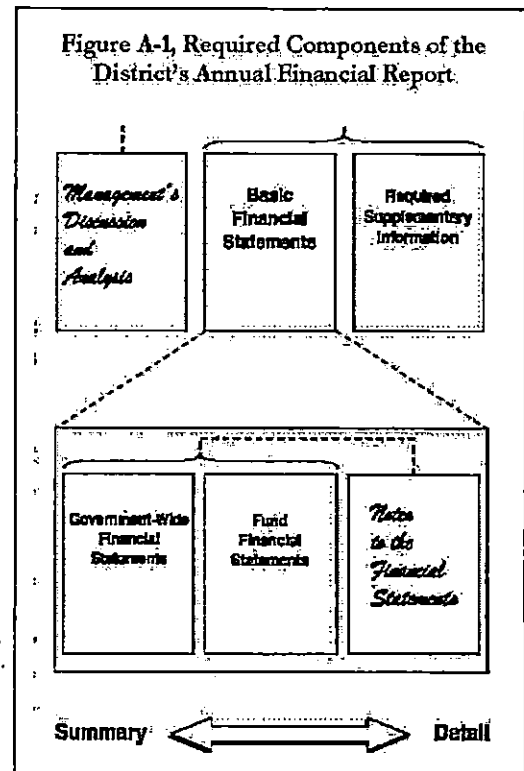 Figure A-1, Required Components of the
District's Annual Financial Report
Management's
Discussion
and
Analysis
Basic
Financial
Statements
Required
Supplementary
Information
Government-Wide
Financial
Statements
Fund
Financial
Statements
Notes
to the
Financial
Statements
Summary
Detail